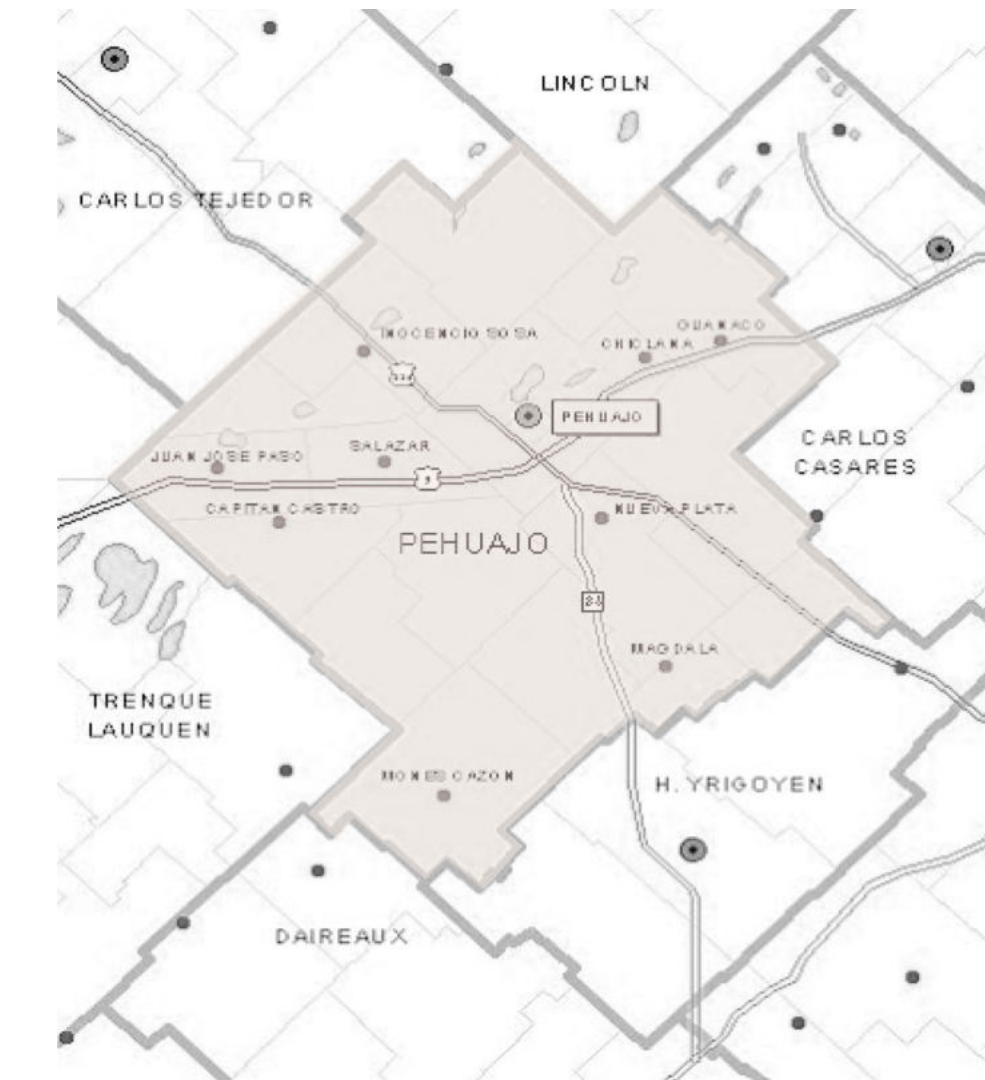 LINCOLN
CARLOS TEJEDOR
GUANACO
INOCENCIO SOSA
CHICLANA
PEHUAJO
CARLOS
CASARES
SALAZAR
JUAN JOSE PASO
5
CAPITAN CASTRO
NUEVA PLATA
PEHUAJO
MAGDALA
TRENQUE
LAUQUEN
MONES CAZON
H. YRIGOYEN
DAIREAUX